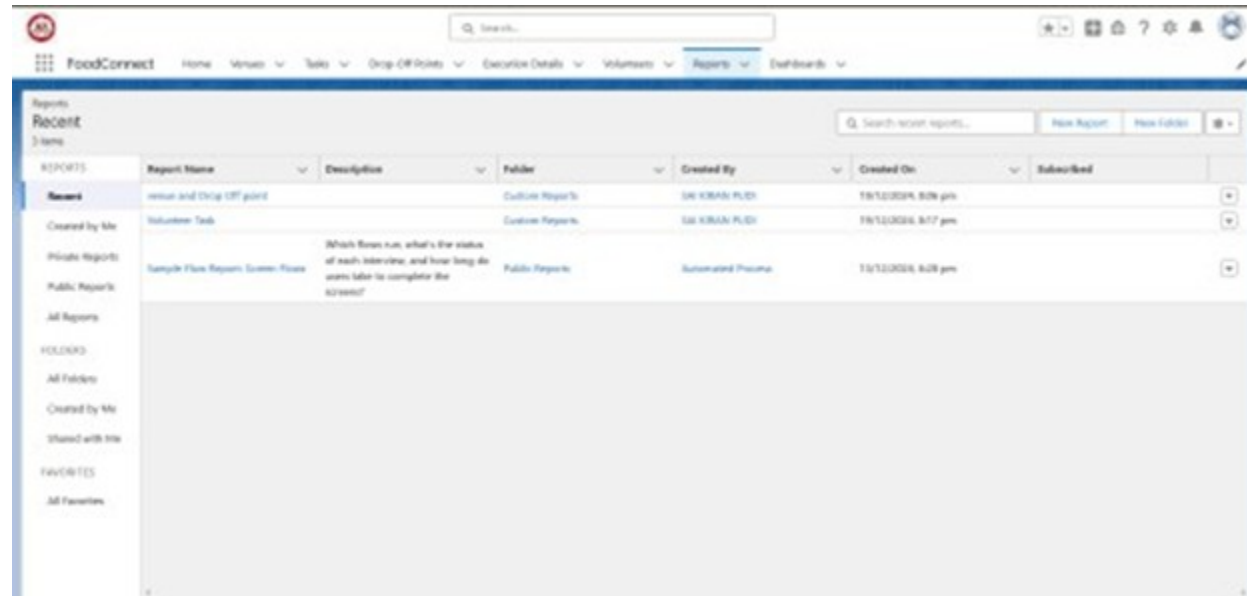 Search...
FoodConnect Home Venues Tasks Drop-Off Points Execution Details Volunteers Reports Dashboards
Reports
Recent
3 items
Search recent reports...
New Report New Folder
REPORTS
Report Name Description Folder Created By Created On Subscribed
Recent
venue and Drop Off point Custom Reports SAI KIRAN PUDI
Created by Me
Volunteer Task Custom Reports SAI KIRAN PUDI
Private Reports
Which flows run, what's the status
of each interview, and how long do
users take to complete the
screens?
Sample Flow Report: Screen Flows Public Reports Automated Process
Public Reports
All Reports
FOLDERS
All Folders
Created by Me
Shared with Me
FAVORITES
All Favorites